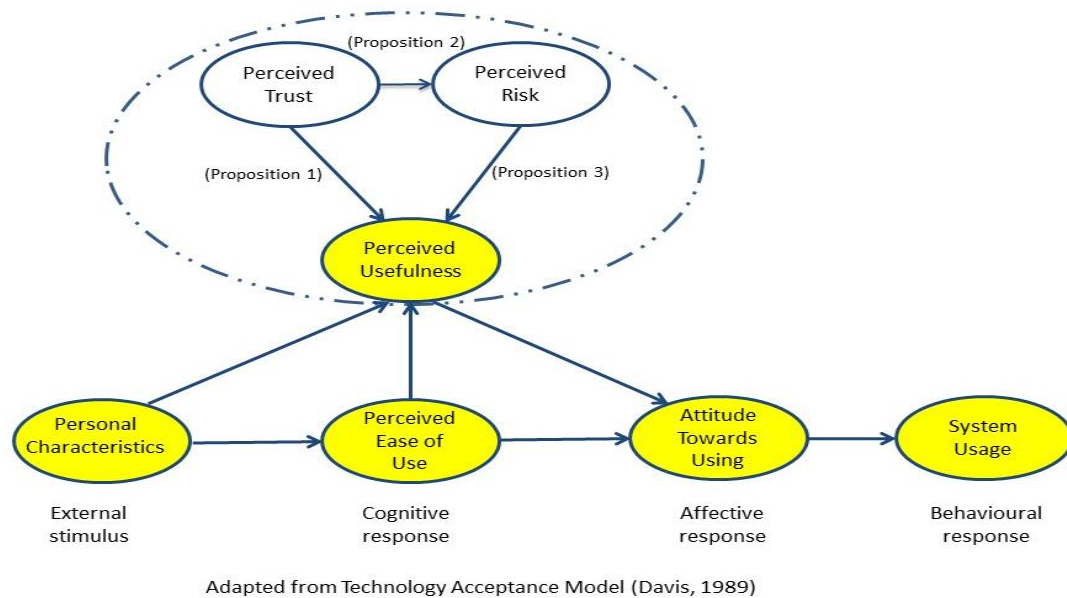 (Proposition 2)
Perceived
Trust
Perceived
Risk
(Proposition 1)
(Proposition 3)
Perceived
Usefulness
Personal
Characteristics
Perceived
Ease of
Use
Attitude
Towards
Using
System
Usage
External
stimulus
Cognitive
response
Affective
response
Behavioural
response
Adapted from Technology Acceptance Model (Davis, 1989)